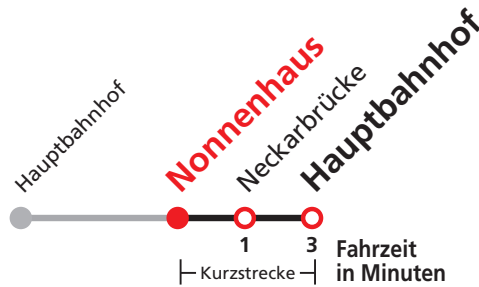 Hauptbahnhof
Nonnenhaus
Neckarbrücke
Hauptbahnhof
1
3
Fahrzeit
in Minuten
Kurzstrecke